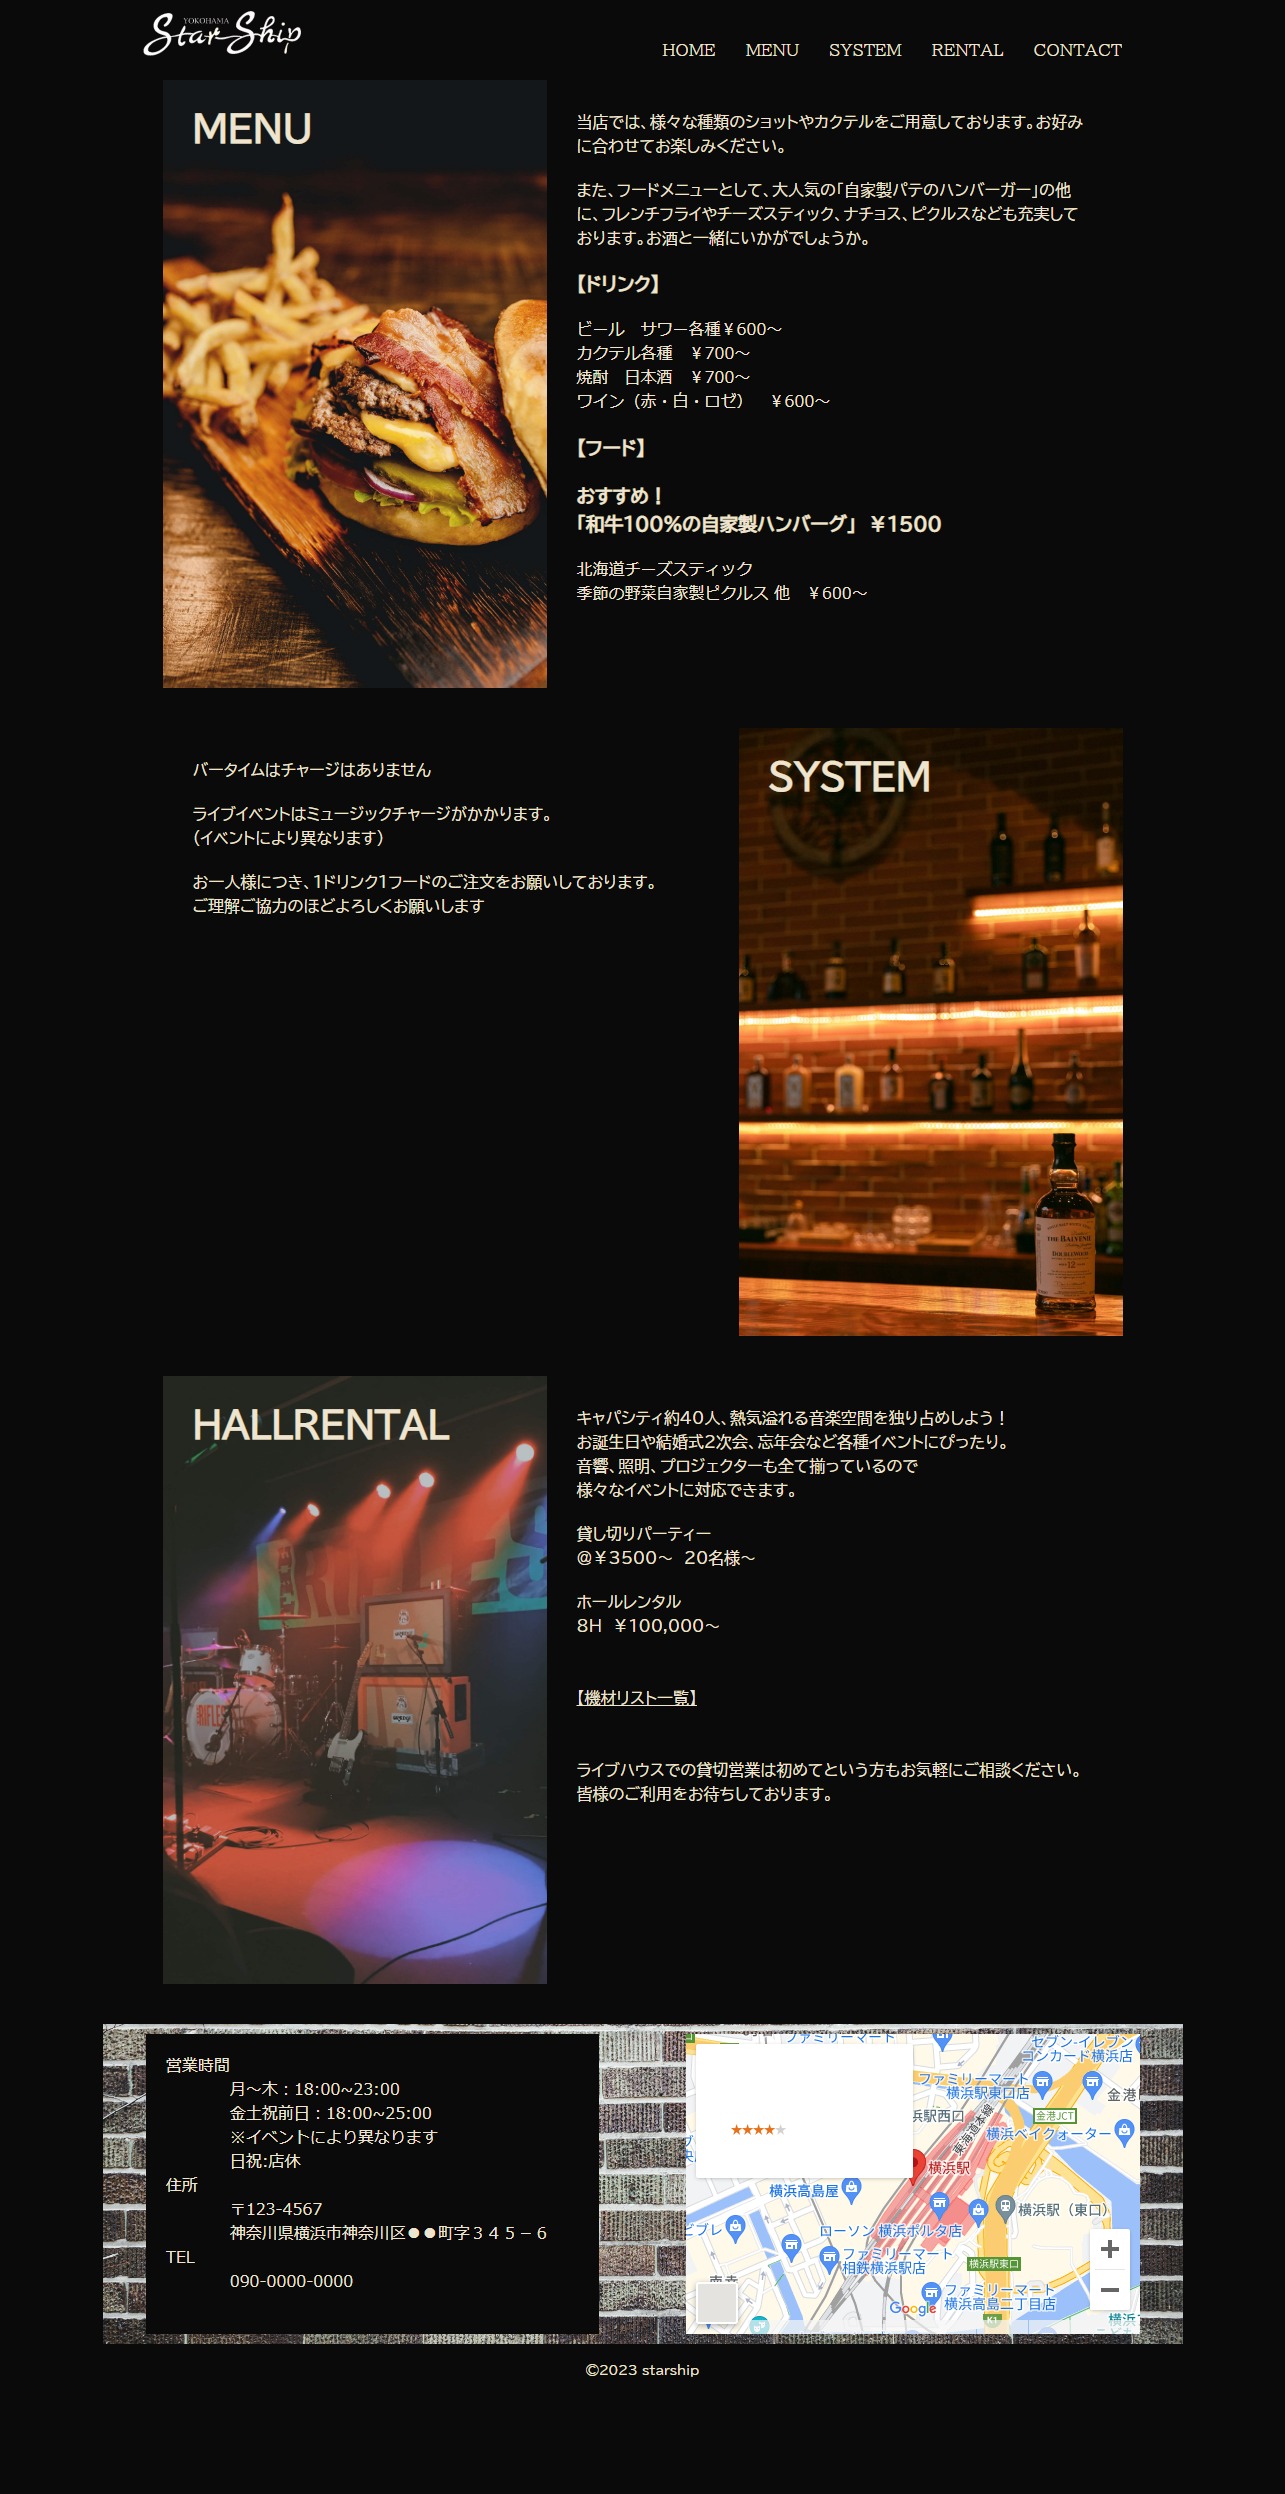 YOKOHAMA
Star Ship
HOME MENU SYSTEM RENTAL CONTACT
MENU
当店では、様々な種類のショットやカクテルをご用意しております。お好み
に合わせてお楽しみください。
また、フードメニューとして、大人気の「自家製パテのハンバーガー」の他
に、フレンチフライやチーズスティック、ナチョス、ピクルスなども充実して
おります。お酒と一緒にいかがでしょうか。
【ドリンク】
ビール　サワー各種￥600～
カクテル各種　￥700～
焼酎　日本酒　￥700～
ワイン（赤・白・ロゼ）　￥600～
【フード】
おすすめ！
「和牛100%の自家製ハンバーグ」 ￥1500
北海道チーズスティック
季節の野菜自家製ピクルス 他　￥600～
バータイムはチャージはありません
ライブイベントはミュージックチャージがかかります。
（イベントにより異なります）
お一人様につき、1ドリンク1フードのご注文をお願いしております。
ご理解ご協力のほどよろしくお願いします
SYSTEM
THE BALVENIE
DOUBLEWOOD
12
HALLRENTAL
キャパシティ約40人、熱気溢れる音楽空間を独り占めしよう！
お誕生日や結婚式2次会、忘年会など各種イベントにぴったり。
音響、照明、プロジェクターも全て揃っているので
様々なイベントに対応できます。
貸し切りパーティー
@￥3500～ 20名様～
ホールレンタル
8H ￥100,000～
【機材リスト一覧】
ライブハウスでの貸切営業は初めてという方もお気軽にご相談ください。
皆様のご利用をお待ちしております。
営業時間
月～木 : 18:00~23:00
金土祝前日 : 18:00~25:00
※イベントにより異なります
日祝:店休
住所
〒123-4567
神奈川県横浜市神奈川区●●町字３４５－６
TEL
090-0000-0000
ファミリーマート
セブン-イレブン
コンカード横浜店
ファミリーマート
横浜駅東口店
金港
浜駅西口
金港JCT
東海道本線
横浜ベイクォーター
横浜駅
横浜高島屋
横浜駅（東口）
ビブレ
ローソン 横浜ポルタ店
ファミリーマート
相鉄横浜駅店
横浜駅東口
ファミリーマート
横浜高島二丁目店
Google
K1
©2023 starship